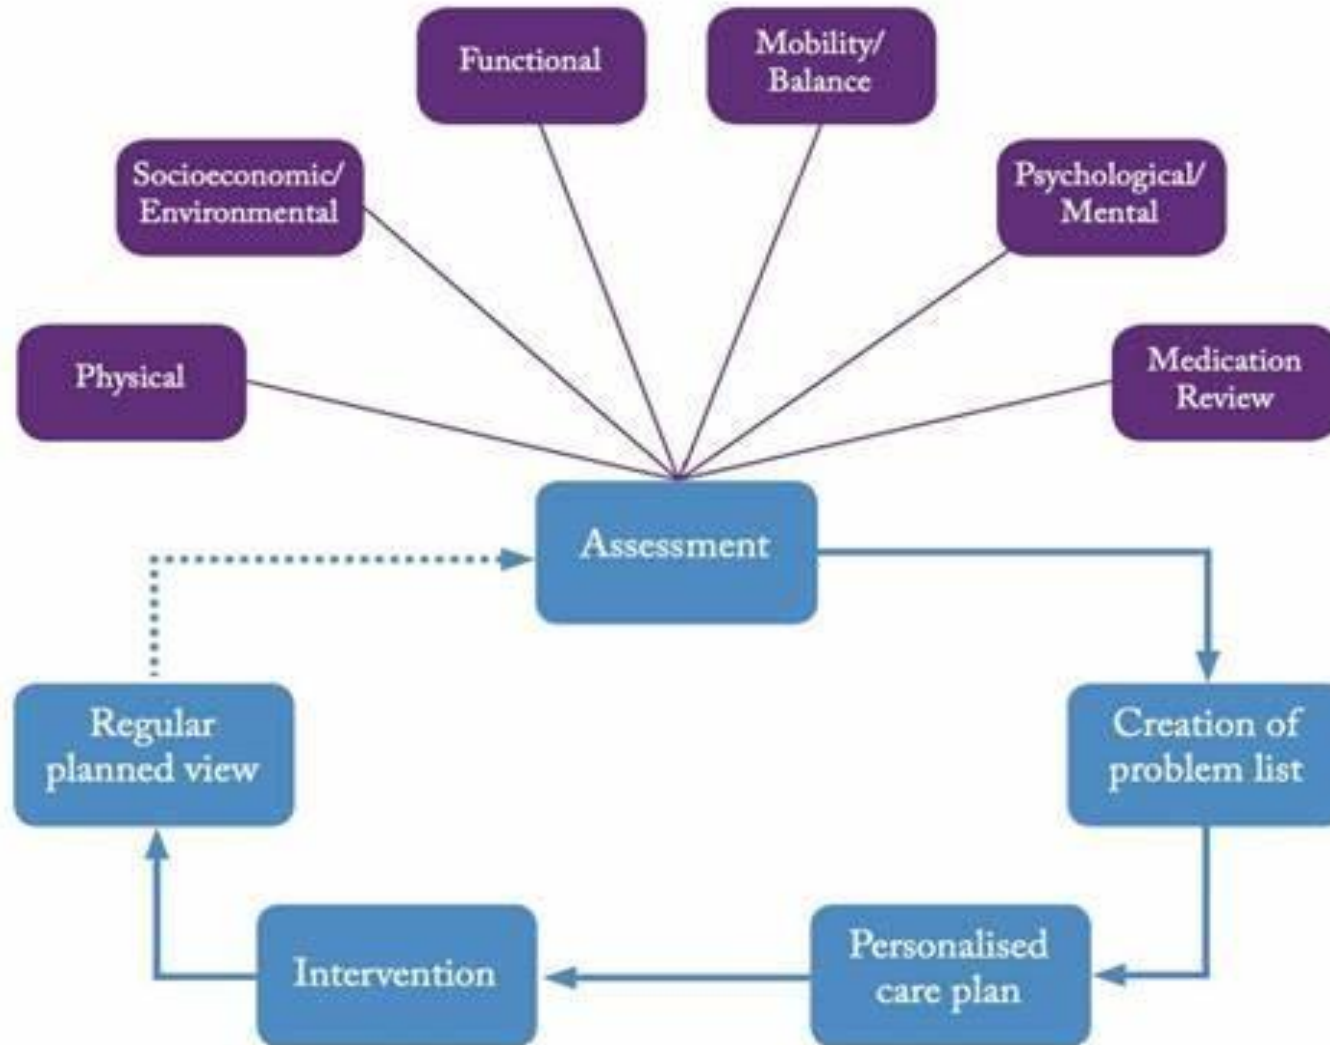 Functional
Mobility/
Balance
Socioeconomic/
Environmental
Psychological/
Mental
Physical
Medication
Review
Assessment
Regular
planned view
Creation of
problem list
Intervention
Personalised
care plan